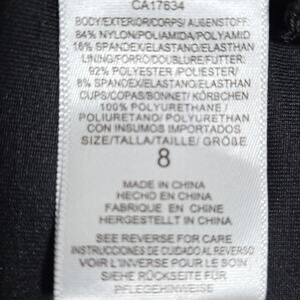 CA17634
BODY/EXTERIOR/CORPS/ AUßENSTOFF:
84% NYLON/POLIAMIDA/POLYAMID
16% SPANDEX/ELASTANO/ELASTHAN
LINING/FORRO/DOUBLURE/FUTTER:
92% POLYESTER /POLIESTER/
8% SPANDEX/ELASTANO/ELASTHAN
CUPS/COPAS/BONNET/ KÖRBCHEN
100% POLYURETHANE /
POLIURETANO/ POLYURETHAN
CON INSUMOS IMPORTADOS
SIZE/TALLA/TAILLE/ GRÖßE
8
MADE IN CHINA
HECHO EN CHINA
FABRIQUE EN CHINE
HERGESTELLT IN CHINA
SEE REVERSE FOR CARE
INSTRUCCIONES DE CUIDADO AL REVERSO
VOIR L'INVERSE POUR LE SOIN
SIEHE RÜCKSEITE FÜR
PFLEGEHINWEISE